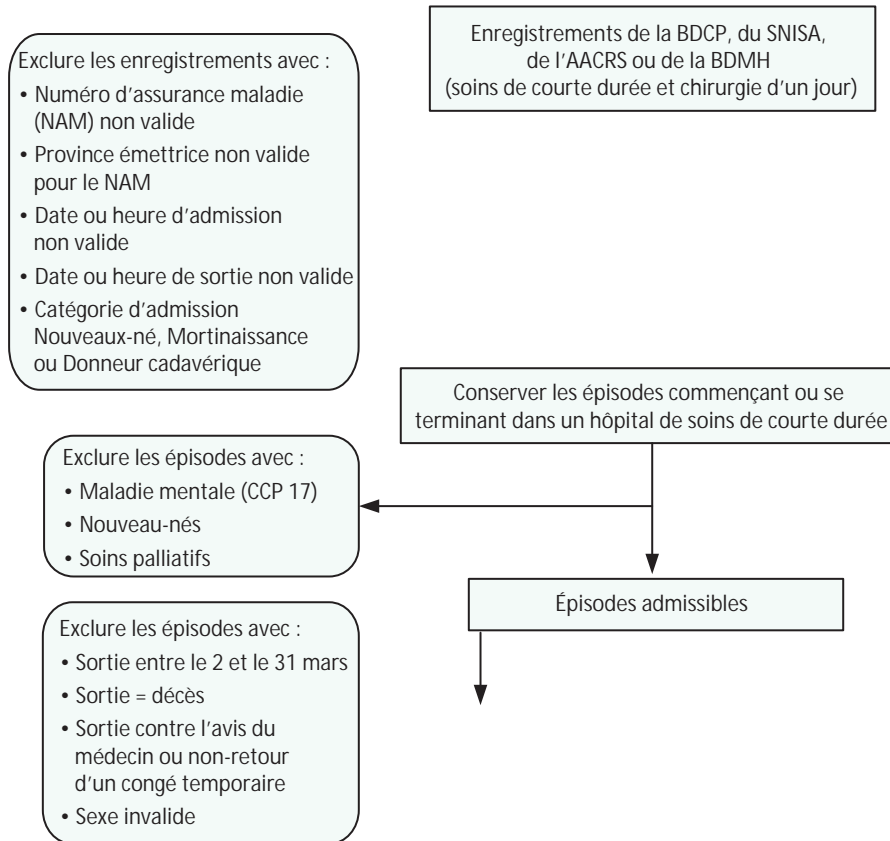 Enregistrements de la BDCP, du SNISA,
de l'AACRS ou de la BDMH
(soins de courte durée et chirurgie d'un jour)
Exclure les enregistrements avec :
• Numéro d'assurance maladie
(NAM) non valide
• Province émettrice non valide
pour le NAM
• Date ou heure d'admission
non valide
• Date ou heure de sortie non valide
• Catégorie d'admission
Nouveaux-né, Mortinaissance
ou Donneur cadavérique
Conserver les épisodes commençant ou se
terminant dans un hôpital de soins de courte durée
Exclure les épisodes avec :
• Maladie mentale (CCP 17)
• Nouveau-nés
• Soins palliatifs
Épisodes admissibles
Exclure les épisodes avec :
• Sortie entre le 2 et le 31 mars
• Sortie = décès
• Sortie contre l'avis du
médecin ou non-retour
d'un congé temporaire
• Sexe invalide